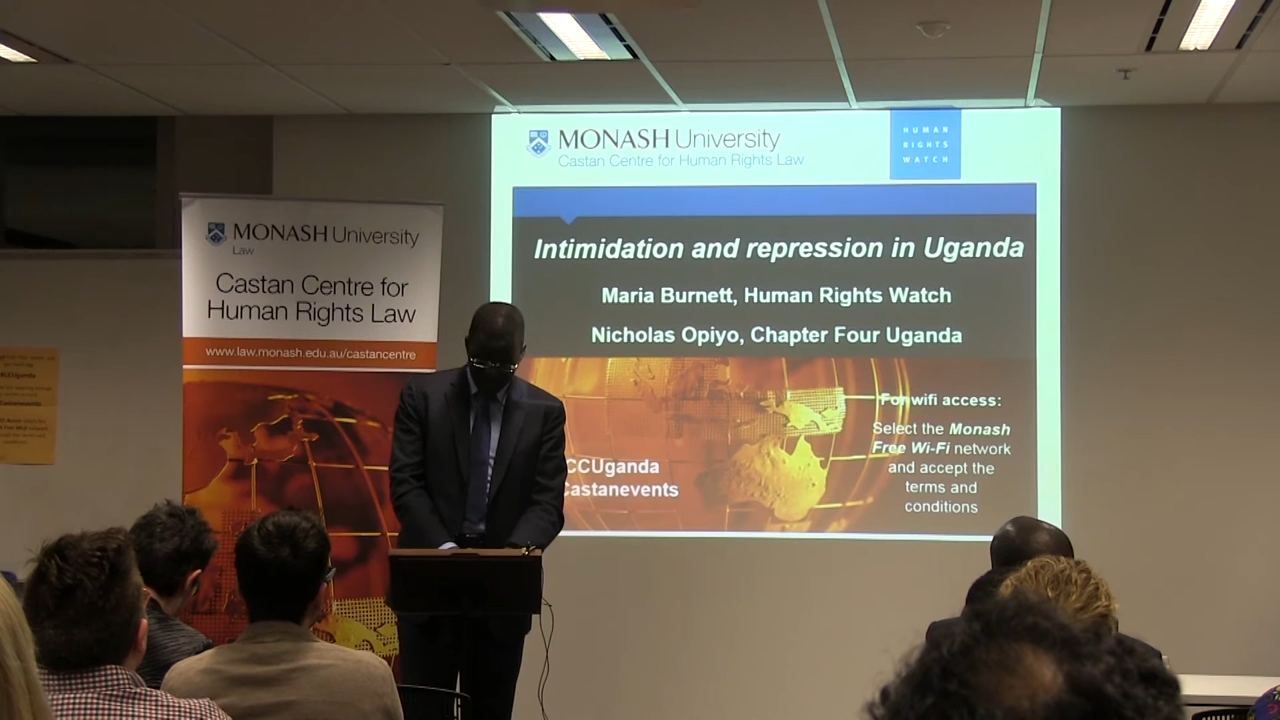 MONASH University
Castan Centre for Human Rights Law
HUMAN
RIGHTS
WATCH
Intimidation and repression in Uganda
Maria Burnett, Human Rights Watch
Nicholas Opiyo, Chapter Four Uganda
For wifi access:
Select the Monash
Free Wi-Fi network
and accept the
terms and
conditions
CCUganda
Castanevents
MONASH University
Law
Castan Centre for
Human Rights Law
www.law.monash.edu.au/castancentre